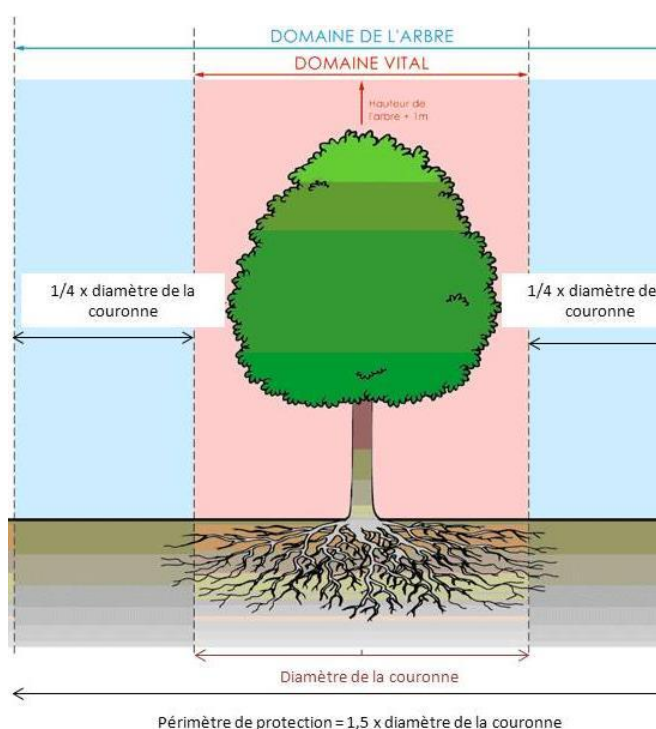 DOMAINE DE L'ARBRE
DOMAINE VITAL
Hauteur de
l'arbre + 1m
1/4 x diamètre de la
couronne
1/4 x diamètre de
couronne
Diamètre de la couronne
Périmètre de protection = 1,5 x diamètre de la couronne